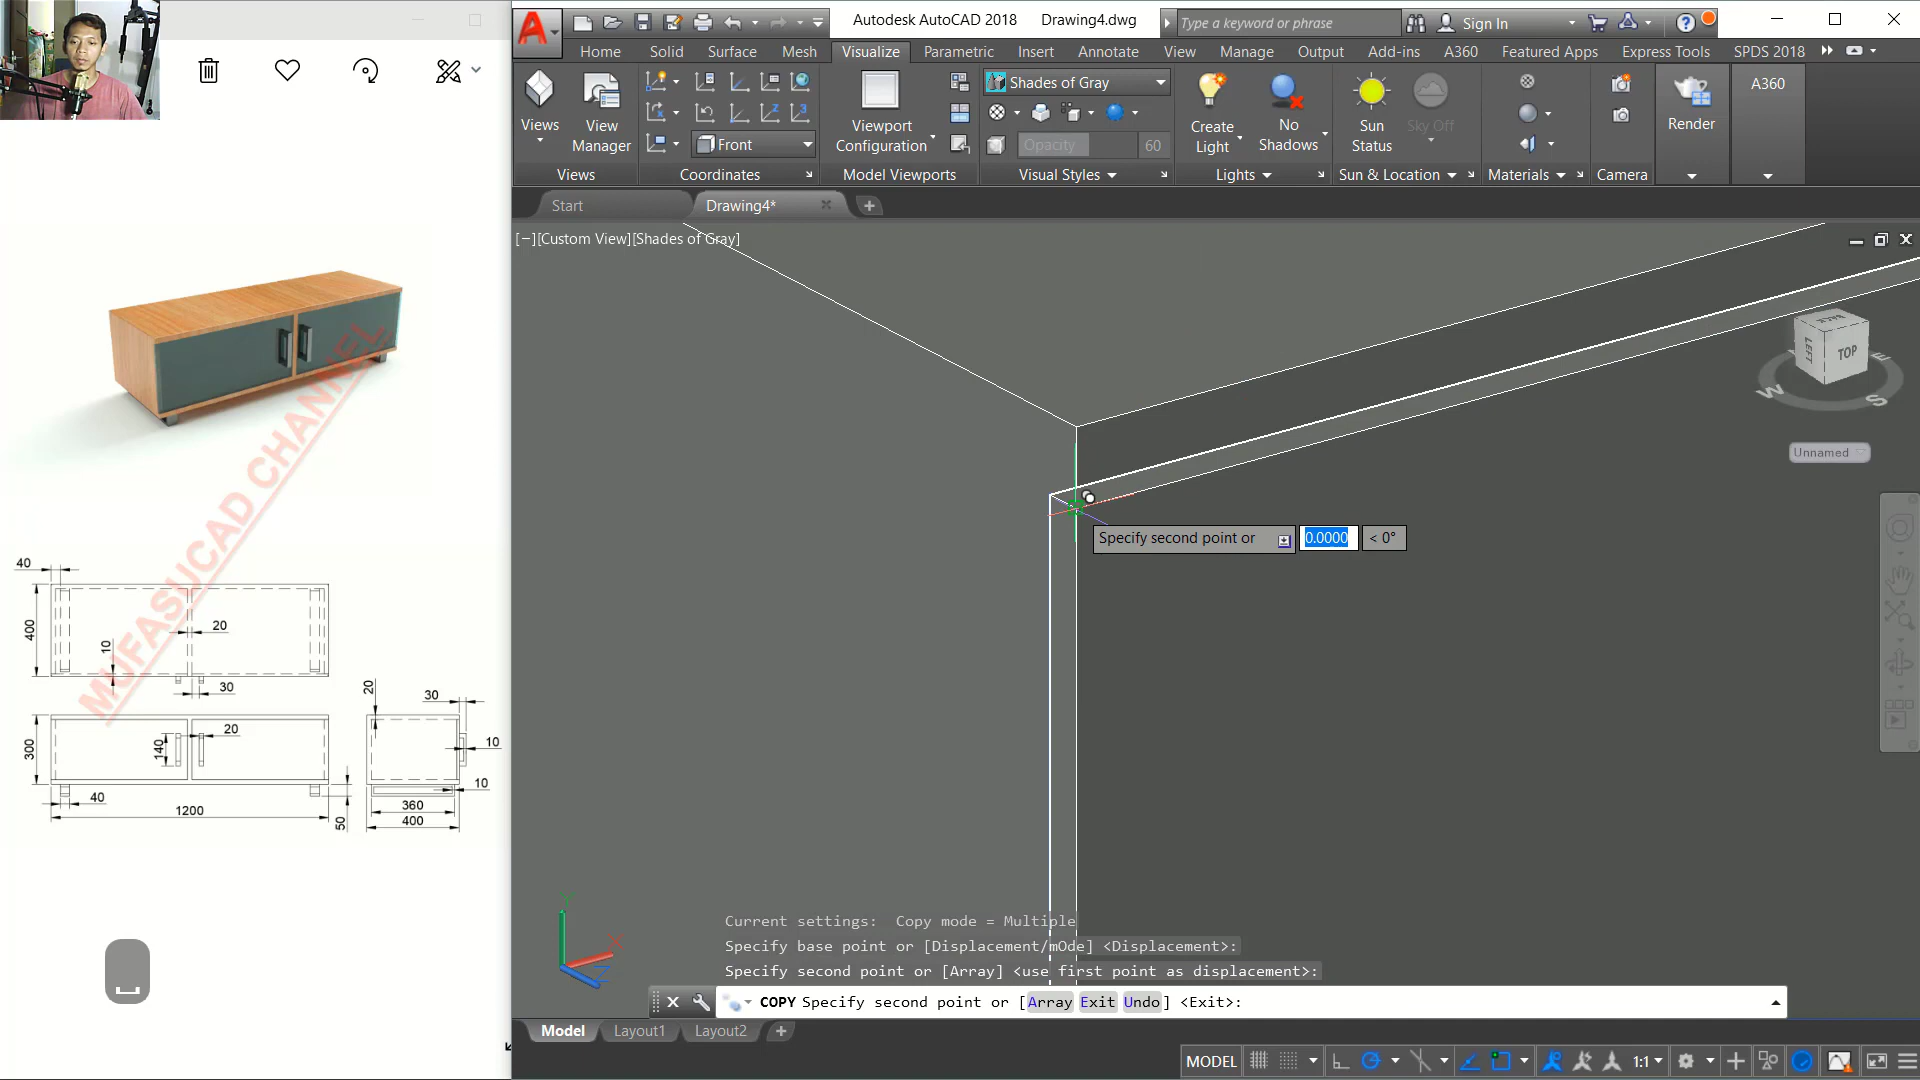 Autodesk AutoCAD 2018 Drawing4.dwg
Type a keyword or phrase
Sign In
Home Solid Surface Mesh Visualize Parametric Insert Annotate View Manage Output Add-ins A360 Featured Apps Express Tools SPDS 2018
Shades of Gray
A360
Views
View
Manager
Front
Viewport
Configuration
Opacity 60
Create
Light
No
Shadows
Sun
Status
Sky Off
Render
Views
Coordinates
Model Viewports
Visual Styles
Lights
Sun & Location
Materials
Camera
Start
Drawing4*
[−][Custom View][Shades of Gray]
BACK
LEFT
TOP
W
S
E
Unnamed
Specify second point or 0.0000 < 0°
MUFASUCAD CHANNEL
40
400
10
20
30
20
30
300
140
20
10
10
40
1200
50
360
400
Y
X
Z
Current settings: Copy mode = Multiple
Specify base point or [Displacement/mOde] <Displacement>:
Specify second point or [Array] <use first point as displacement>:
COPY Specify second point or [Array Exit Undo] <Exit>:
Model Layout1 Layout2
MODEL
1:1